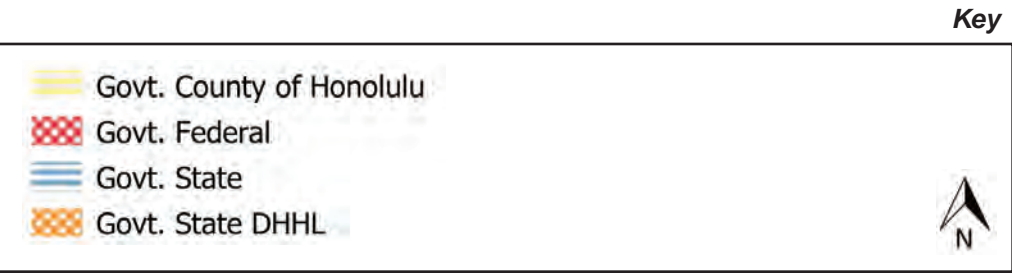 Key
Govt. County of Honolulu
Govt. Federal
Govt. State
Govt. State DHHL
N